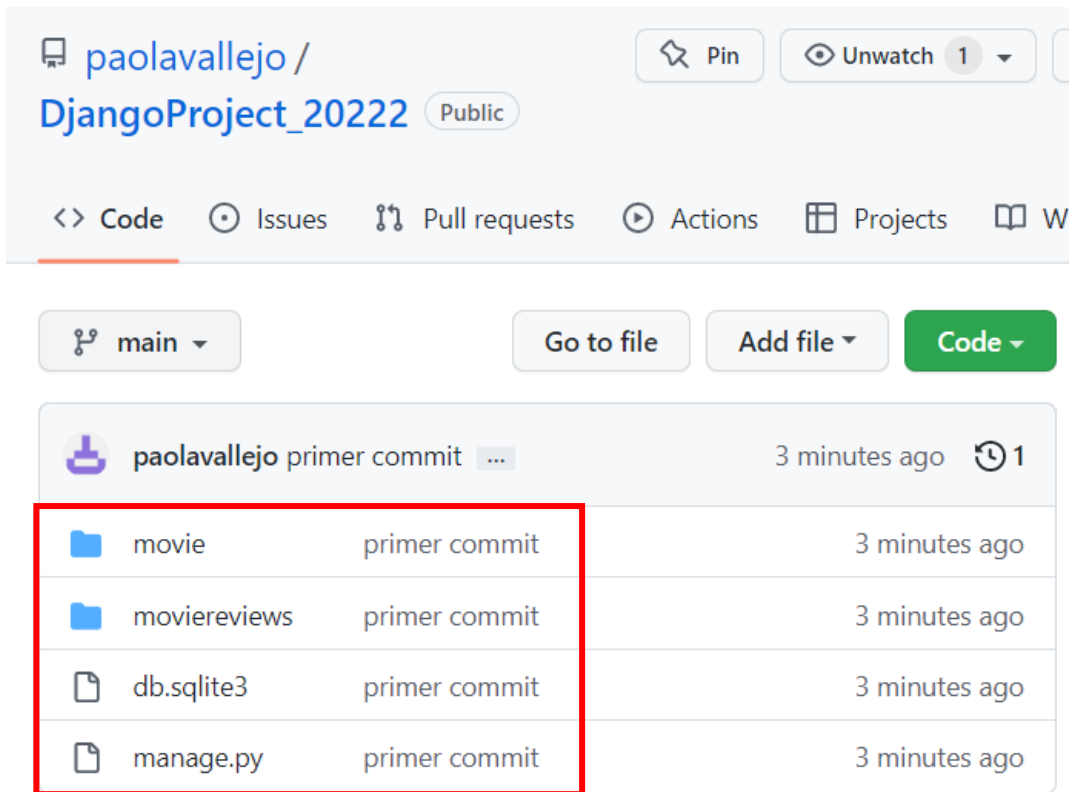 paolavallejo / Pin Unwatch 1
DjangoProject_20222 Public
Code Issues Pull requests Actions Projects W
main Go to file Add file Code
paolavallejo primer commit ... 3 minutes ago 1
movie primer commit 3 minutes ago
moviereviews primer commit 3 minutes ago
db.sqlite3 primer commit 3 minutes ago
manage.py primer commit 3 minutes ago